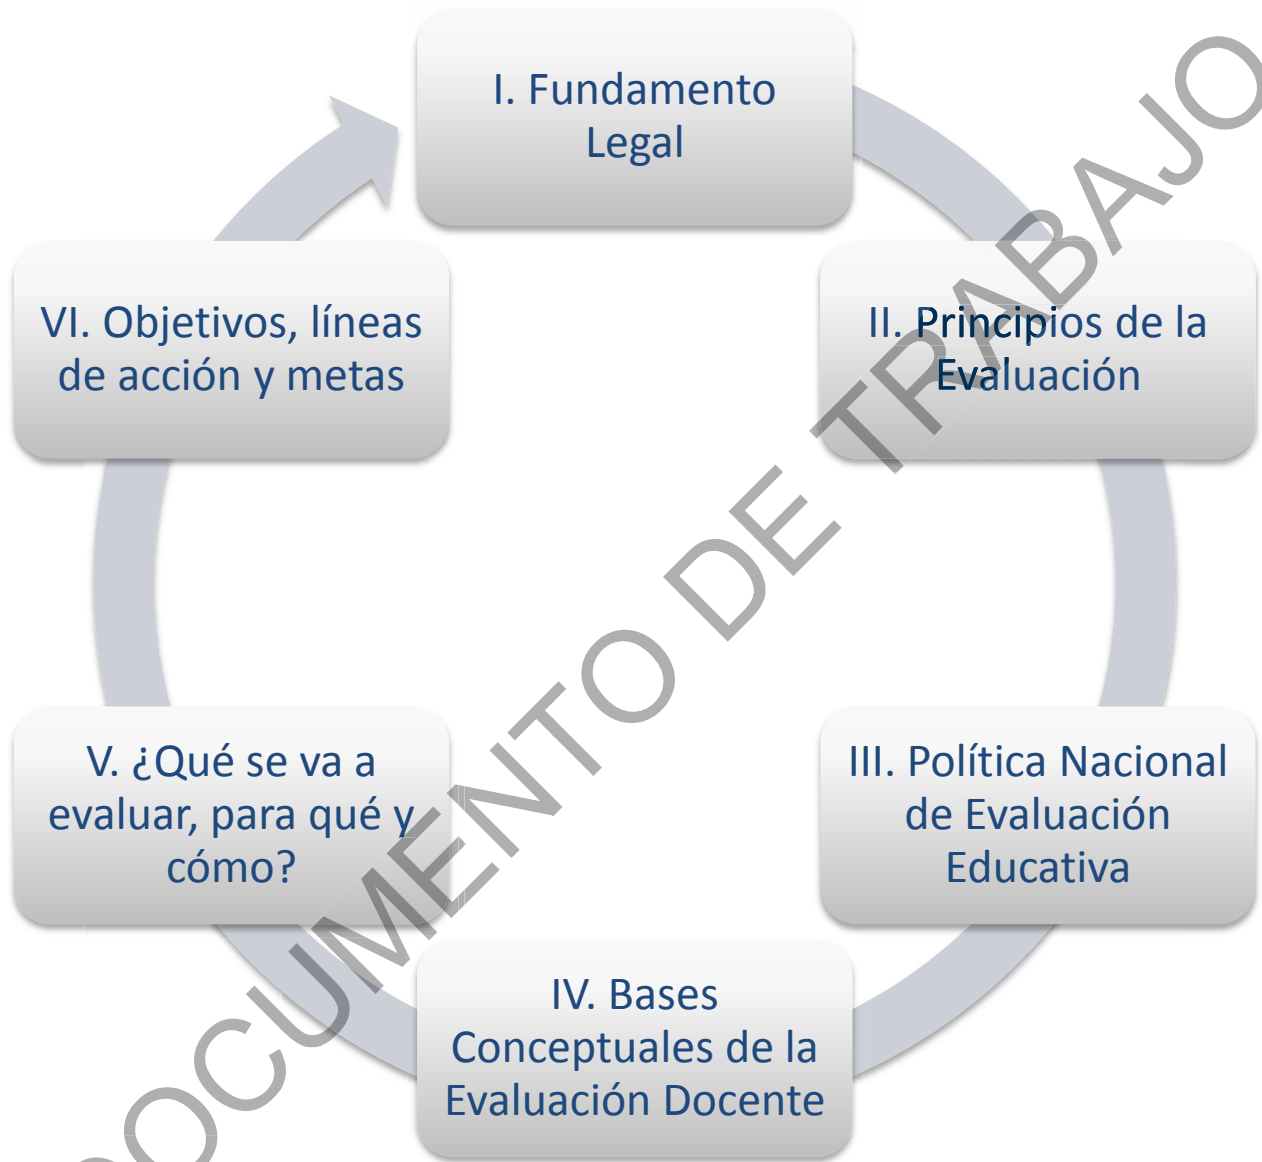 I. Fundamento
Legal
II. Principios de la
Evaluación
III. Política Nacional
de Evaluación
Educativa
IV. Bases
Conceptuales de la
Evaluación Docente
V. ¿Qué se va a
evaluar, para qué y
cómo?
VI. Objetivos, líneas
de acción y metas
DOCUMENTO DE TRABAJO